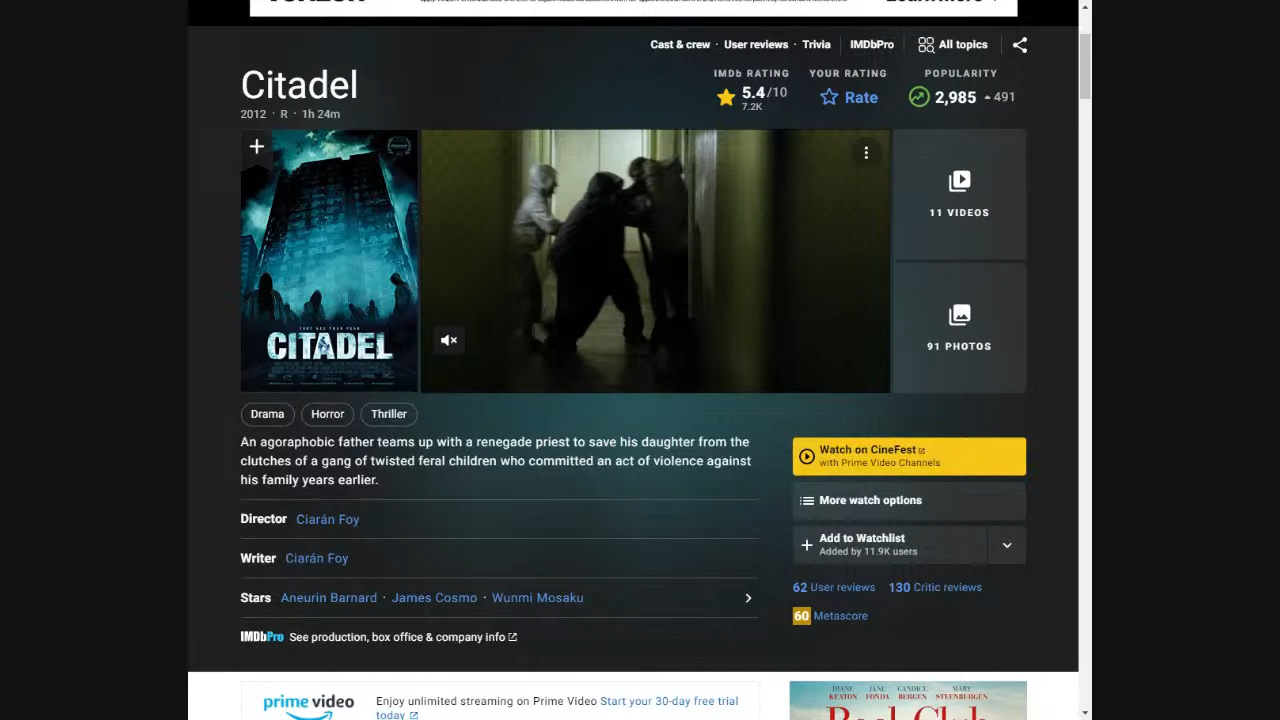 Cast & crew · User reviews · Trivia IMDbPro All topics
Citadel
2012 · R · 1h 24m
IMDb RATING YOUR RATING POPULARITY
5.4/10 Rate 2,985 491
7.2K
11 VIDEOS
91 PHOTOS
CITADEL
Drama Horror Thriller
An agoraphobic father teams up with a renegade priest to save his daughter from the
clutches of a gang of twisted feral children who committed an act of violence against
his family years earlier.
Director Ciarán Foy
Writer Ciarán Foy
Stars Aneurin Barnard · James Cosmo · Wunmi Mosaku
IMDbPro See production, box office & company info
Watch on CineFest
with Prime Video Channels
More watch options
Add to Watchlist
Added by 11.9K users
62 User reviews 130 Critic reviews
60 Metascore
prime video Enjoy unlimited streaming on Prime Video Start your 30-day free trial
today
DIANE KEATON JANE FONDA CANDICE BERGEN MARY STEENBURGEN
Book Club